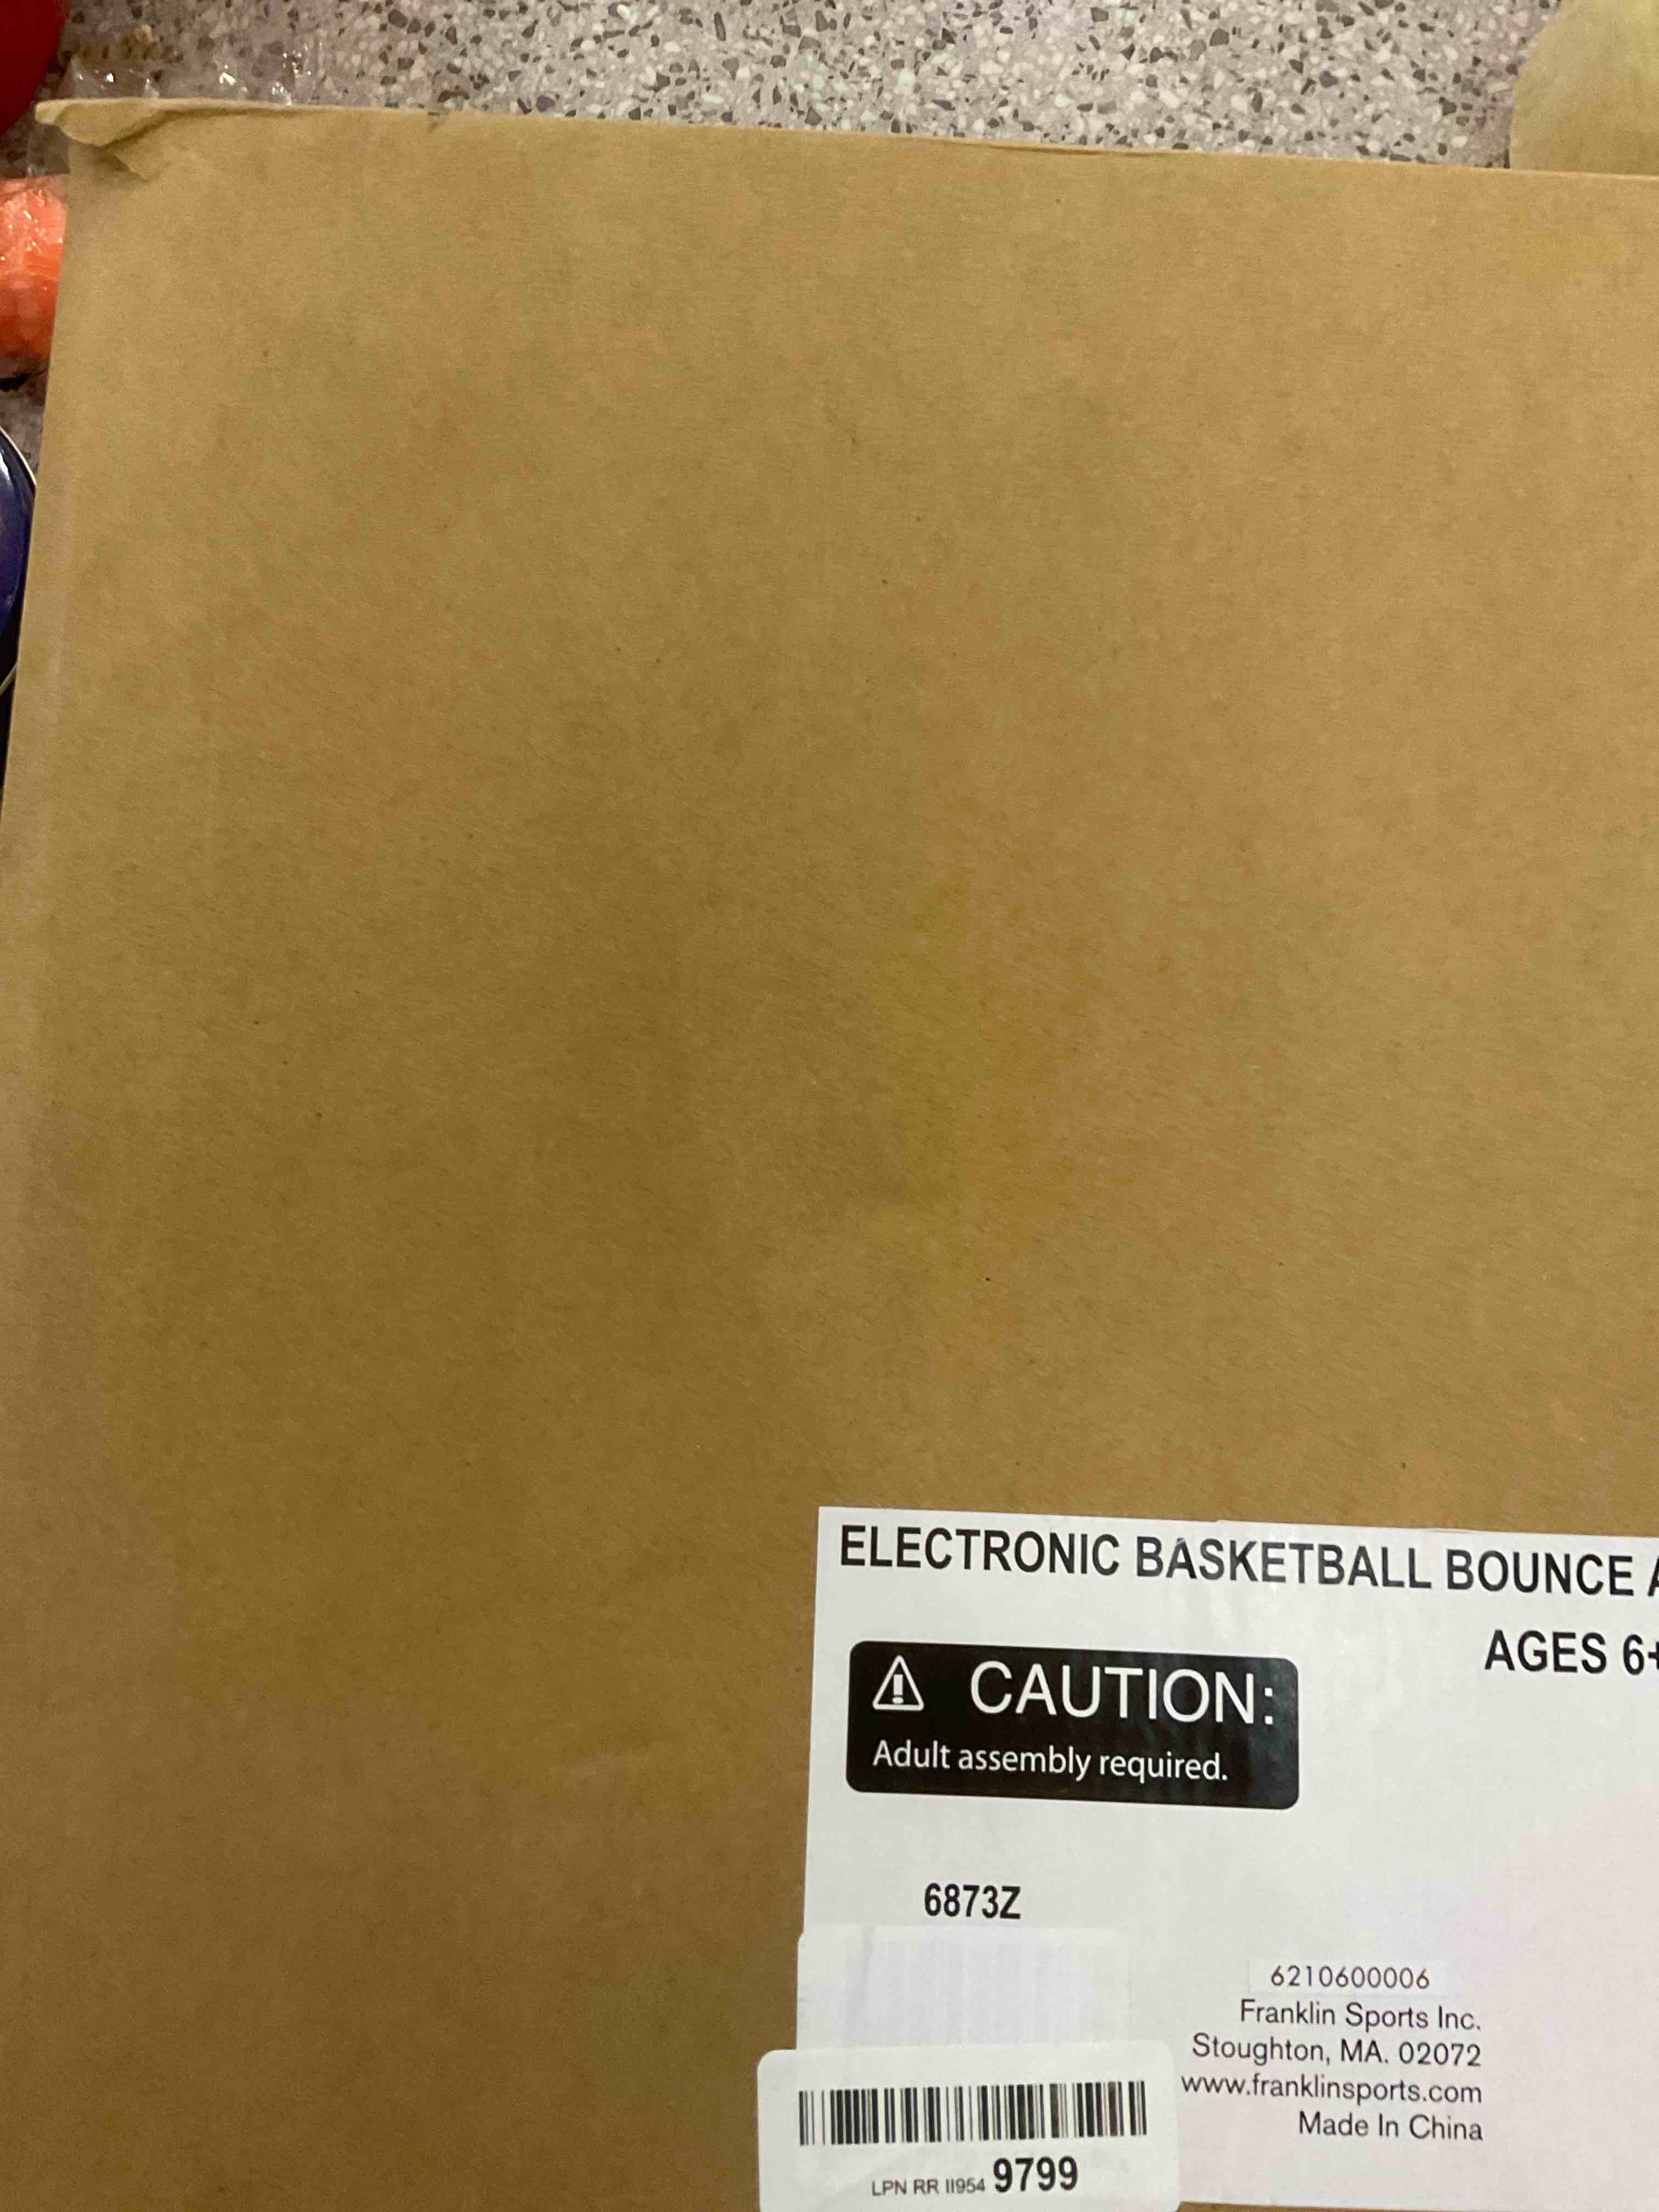 ELECTRONIC BASKETBALL BOUNCE
AGES 6+
CAUTION:
Adult assembly required.
6873Z
6210600006
Franklin Sports Inc.
Stoughton, MA. 02072
www.franklinsports.com
Made In China
LPN RR II954 9799